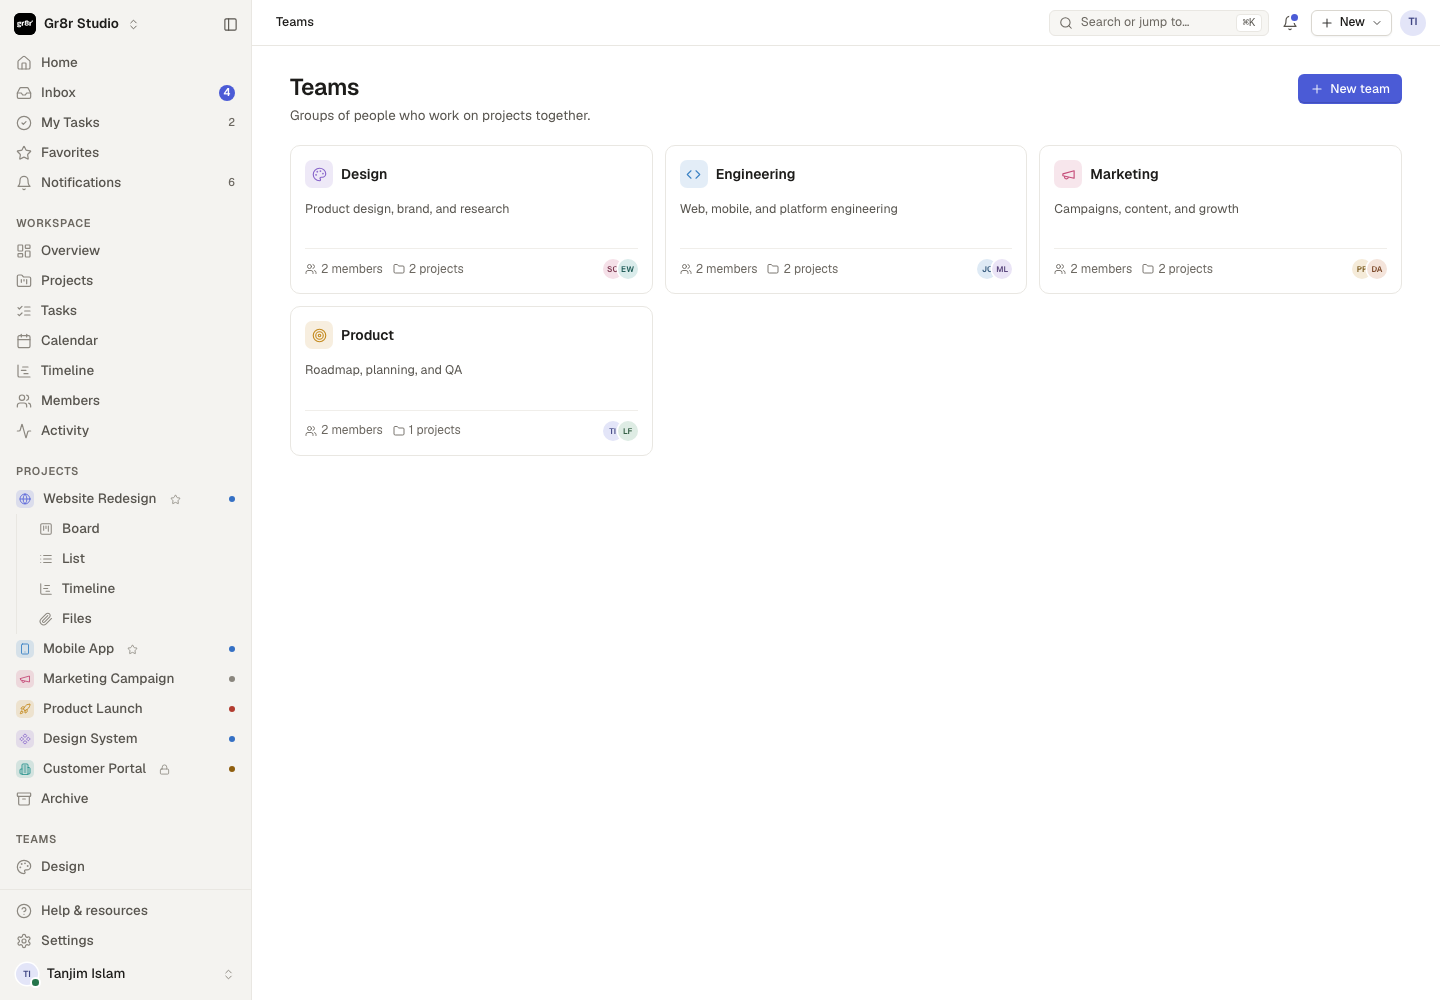 gr8r Gr8r Studio
Home
Inbox 4
My Tasks 2
Favorites
Notifications 6
WORKSPACE
Overview
Projects
Tasks
Calendar
Timeline
Members
Activity
PROJECTS
Website Redesign
Board
List
Timeline
Files
Mobile App
Marketing Campaign
Product Launch
Design System
Customer Portal
Archive
TEAMS
Design
Help & resources
Settings
TI Tanjim Islam
Teams
Search or jump to... ⌘K
New
TI
Teams
New team
Groups of people who work on projects together.
Design
Product design, brand, and research
2 members 2 projects EW
Engineering
Web, mobile, and platform engineering
2 members 2 projects ML
Marketing
Campaigns, content, and growth
2 members 2 projects DA
Product
Roadmap, planning, and QA
2 members 1 projects TI LF